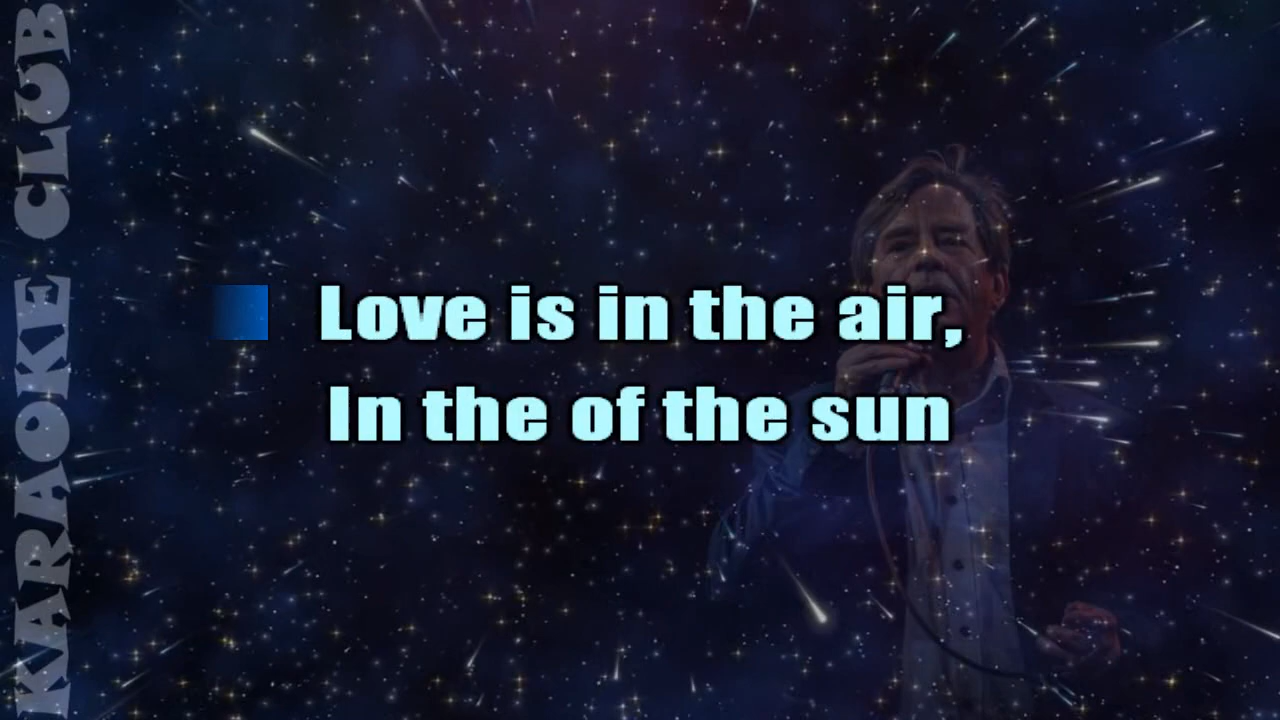 KARAOKE CLUB
Love is in the air,
In the of the sun